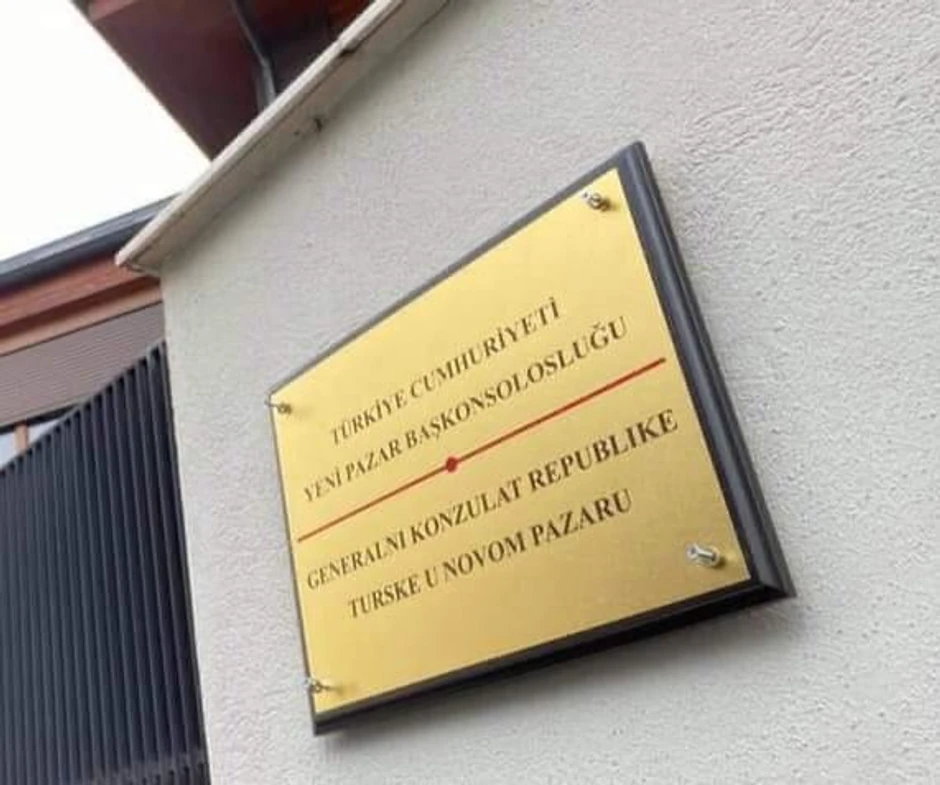 TÜRKİYE CUMHURİYETİ
YENİ PAZAR BAŞKONSOLOSLUĞU
GENERALNI KONZULAT REPUBLIKE
TURSKE U NOVOM PAZARU